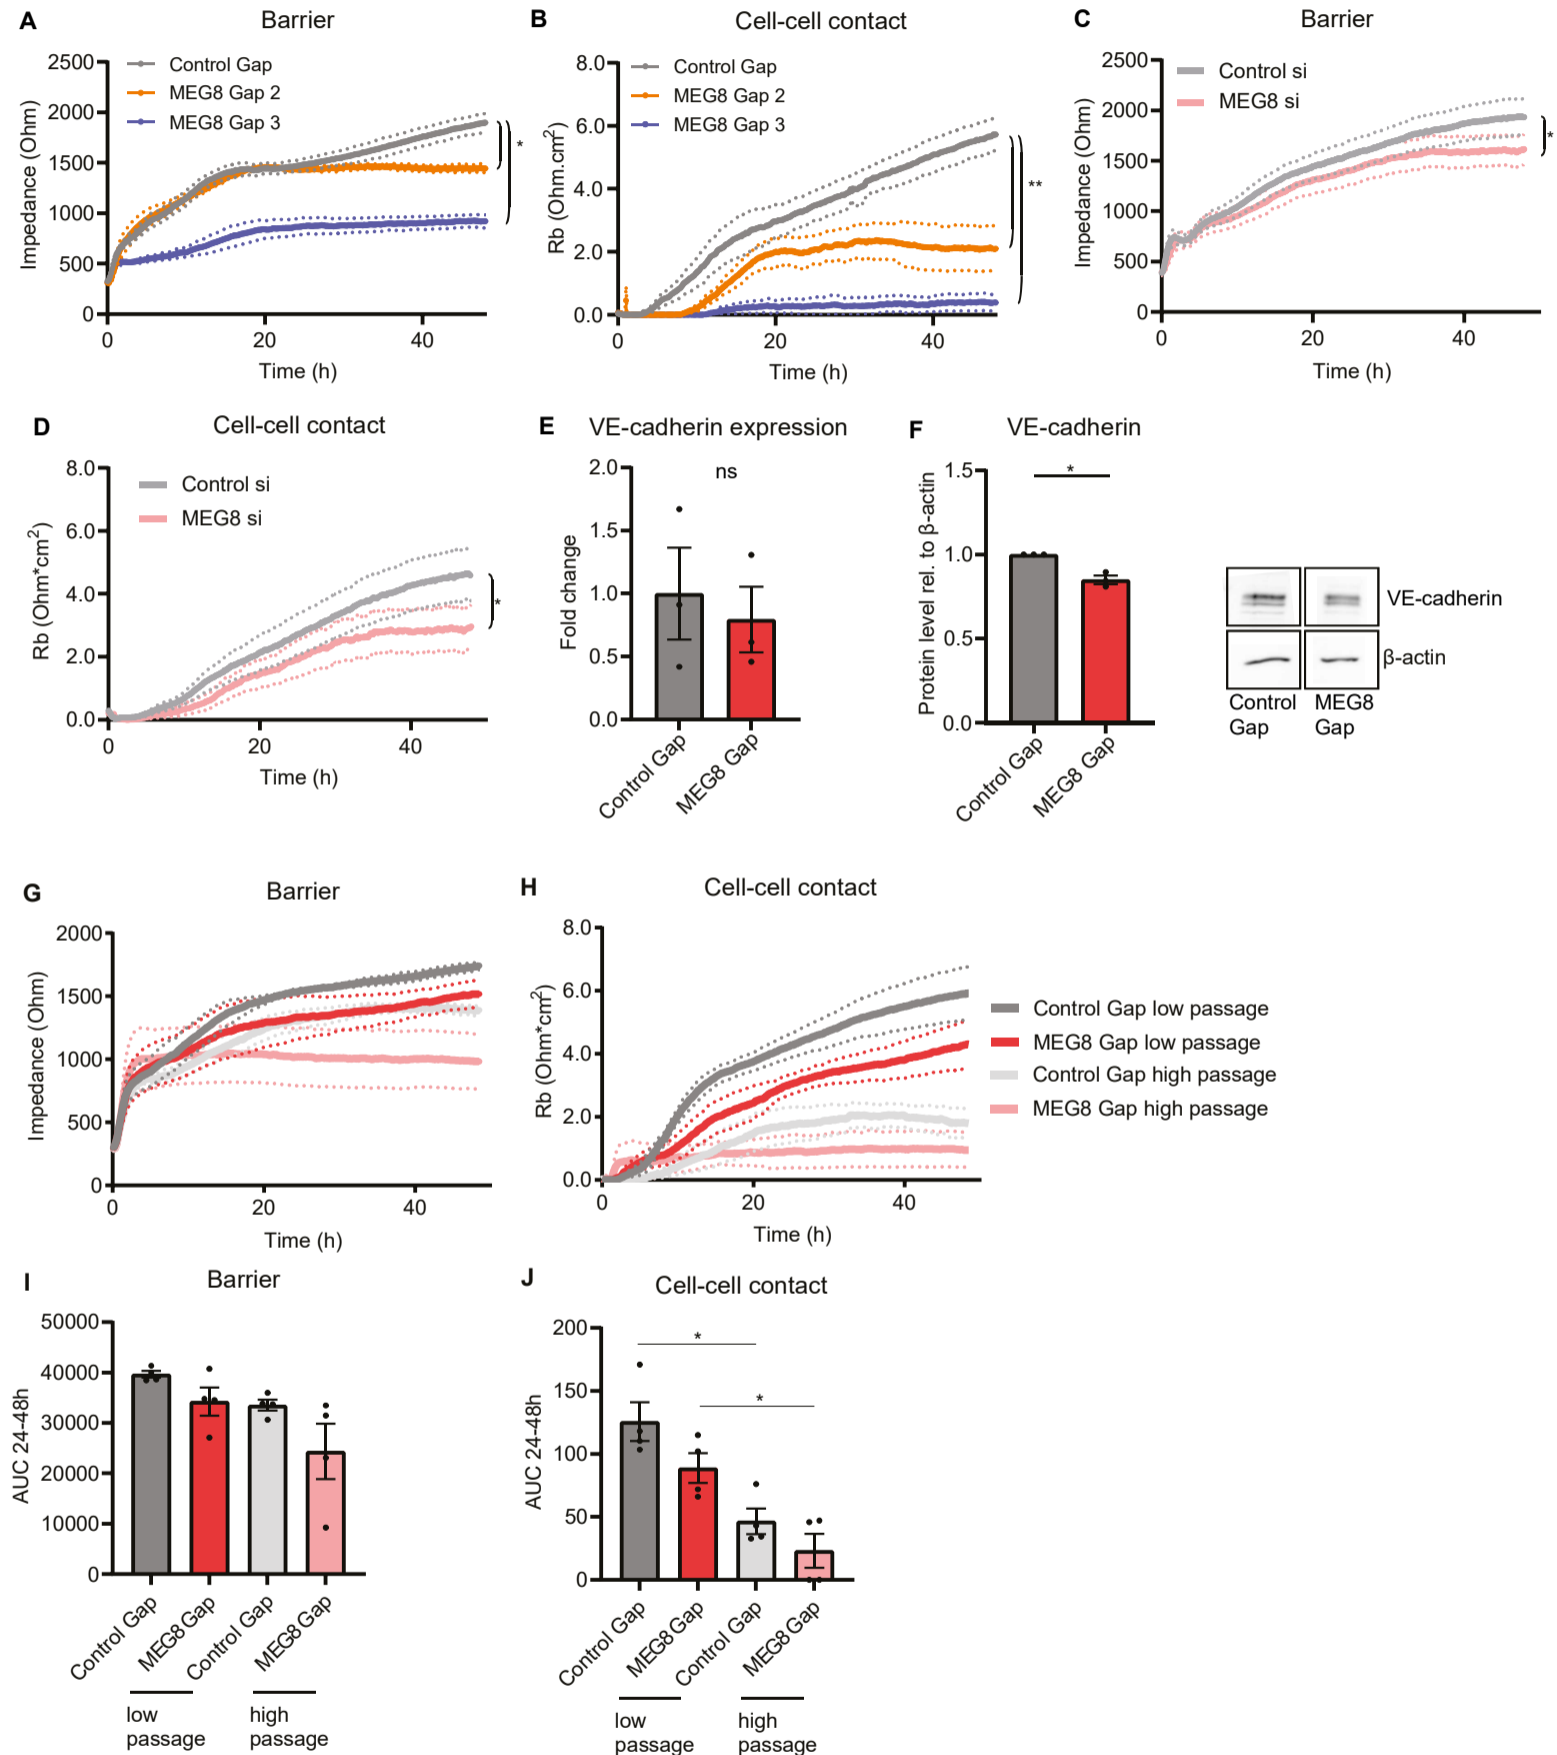 A
Barrier
2500
2000
1500
1000
500
0
Impedance (Ohm)
Control Gap
MEG8 Gap 2
MEG8 Gap 3
*
0
20
40
Time (h)
B
Cell-cell contact
8.0
6.0
4.0
2.0
0.0
Rb (Ohm.cm²)
Control Gap
MEG8 Gap 2
MEG8 Gap 3
**
0
20
40
Time (h)
C
Barrier
2500
2000
1500
1000
500
0
Impedance (Ohm)
Control si
MEG8 si
*
0
20
40
Time (h)
D
Cell-cell contact
8.0
6.0
4.0
2.0
0.0
Rb (Ohm*cm²)
Control si
MEG8 si
*
0
20
40
Time (h)
E
VE-cadherin expression
2.0
1.5
1.0
0.5
0.0
Fold change
ns
Control Gap
MEG8 Gap
F
VE-cadherin
1.5
1.0
0.5
0.0
Protein level rel. to β-actin
*
Control Gap
MEG8 Gap
VE-cadherin
β-actin
Control
Gap
MEG8
Gap
G
Barrier
2000
1500
1000
500
0
Impedance (Ohm)
0
20
40
Time (h)
H
Cell-cell contact
8.0
6.0
4.0
2.0
0.0
Rb (Ohm*cm²)
0
20
40
Time (h)
Control Gap low passage
MEG8 Gap low passage
Control Gap high passage
MEG8 Gap high passage
I
Barrier
50000
40000
30000
20000
10000
0
AUC 24-48h
Control Gap
MEG8 Gap
Control Gap
MEG8 Gap
low
passage
high
passage
J
Cell-cell contact
200
150
100
50
0
AUC 24-48h
*
*
Control Gap
MEG8 Gap
Control Gap
MEG8 Gap
low
passage
high
passage